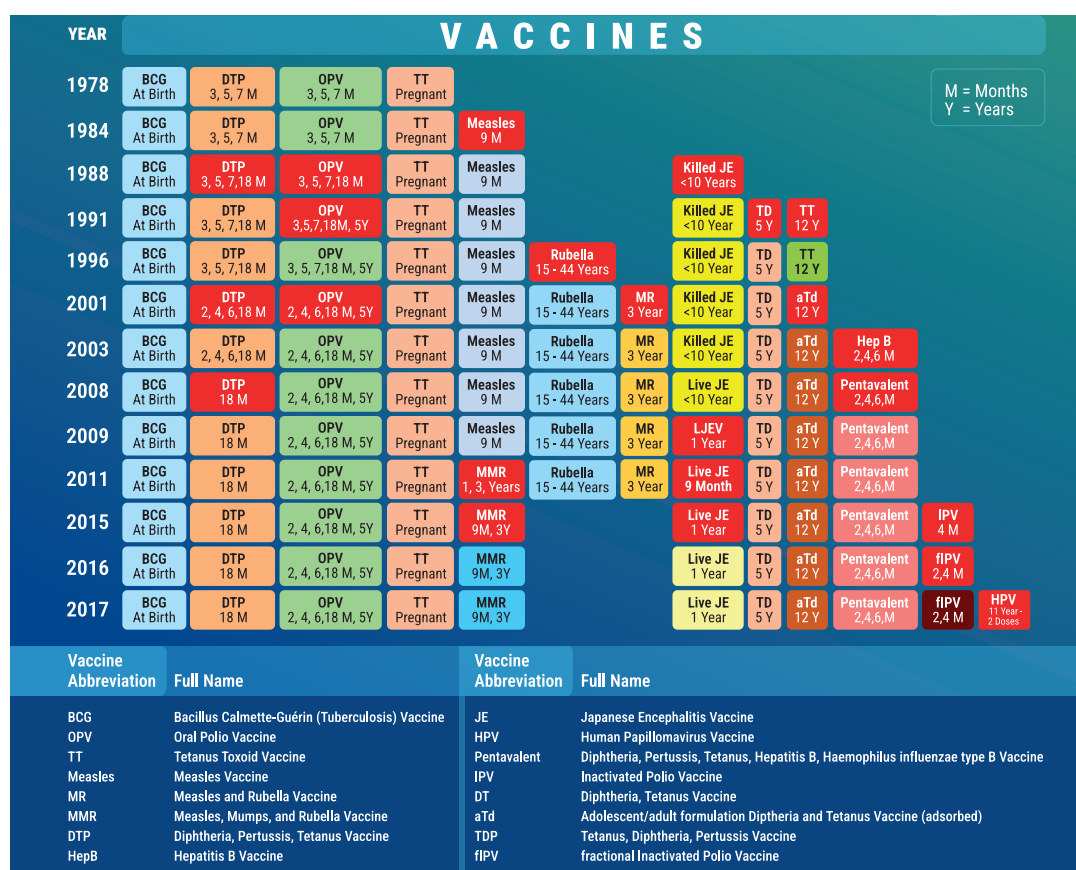 YEAR VACCINES
M = Months
Y = Years
1978 BCG DTP OPV TT
At Birth 3, 5, 7 M 3, 5, 7 M Pregnant
1984 BCG DTP OPV TT Measles
At Birth 3, 5, 7 M 3, 5, 7 M Pregnant 9 M
1988 BCG DTP OPV TT Measles Killed JE
At Birth 3, 5, 7,18 M 3, 5, 7,18 M Pregnant 9 M <10 Years
1991 BCG DTP OPV TT Measles Killed JE TD TT
At Birth 3, 5, 7,18 M 3,5,7,18M, 5Y Pregnant 9 M <10 Year 5 Y 12 Y
1996 BCG DTP OPV TT Measles Rubella Killed JE TD TT
At Birth 3, 5, 7,18 M 3, 5, 7,18 M, 5Y Pregnant 9 M 15 - 44 Years <10 Year 5 Y 12 Y
2001 BCG DTP OPV TT Measles Rubella MR Killed JE TD aTd
At Birth 2, 4, 6,18 M 2, 4, 6,18 M, 5Y Pregnant 9 M 15 - 44 Years 3 Year <10 Year 5 Y 12 Y
2003 BCG DTP OPV TT Measles Rubella MR Killed JE TD aTd Hep B
At Birth 2, 4, 6,18 M 2, 4, 6,18 M, 5Y Pregnant 9 M 15 - 44 Years 3 Year <10 Year 5 Y 12 Y 2,4,6 M
2008 BCG DTP OPV TT Measles Rubella MR Live JE TD aTd Pentavalent
At Birth 18 M 2, 4, 6,18 M, 5Y Pregnant 9 M 15 - 44 Years 3 Year <10 Year 5 Y 12 Y 2,4,6,M
2009 BCG DTP OPV TT Measles Rubella MR LJEV TD aTd Pentavalent
At Birth 18 M 2, 4, 6,18 M, 5Y Pregnant 9 M 15 - 44 Years 3 Year 1 Year 5 Y 12 Y 2,4,6,M
2011 BCG DTP OPV TT MMR Rubella MR Live JE TD aTd Pentavalent
At Birth 18 M 2, 4, 6,18 M, 5Y Pregnant 1, 3, Years 15 - 44 Years 3 Year 9 Month 5 Y 12 Y 2,4,6,M
2015 BCG DTP OPV TT MMR Live JE TD aTd Pentavalent IPV
At Birth 18 M 2, 4, 6,18 M, 5Y Pregnant 9M, 3Y 1 Year 5 Y 12 Y 2,4,6,M 4 M
2016 BCG DTP OPV TT MMR Live JE TD aTd Pentavalent fIPV
At Birth 18 M 2, 4, 6,18 M, 5Y Pregnant 9M, 3Y 1 Year 5 Y 12 Y 2,4,6,M 2,4 M
2017 BCG DTP OPV TT MMR Live JE TD aTd Pentavalent fIPV HPV
At Birth 18 M 2, 4, 6,18 M, 5Y Pregnant 9M, 3Y 1 Year 5 Y 12 Y 2,4,6,M 2,4 M 11 Year-
2 Doses
Vaccine
Abbreviation Full Name
BCG Bacillus Calmette-Guérin (Tuberculosis) Vaccine
OPV Oral Polio Vaccine
TT Tetanus Toxoid Vaccine
Measles Measles Vaccine
MR Measles and Rubella Vaccine
MMR Measles, Mumps, and Rubella Vaccine
DTP Diphtheria, Pertussis, Tetanus Vaccine
HepB Hepatitis B Vaccine
Vaccine
Abbreviation Full Name
JE Japanese Encephalitis Vaccine
HPV Human Papillomavirus Vaccine
Pentavalent Diphtheria, Pertussis, Tetanus, Hepatitis B, Haemophilus influenzae type B Vaccine
IPV Inactivated Polio Vaccine
DT Diphtheria, Tetanus Vaccine
aTd Adolescent/adult formulation Diptheria and Tetanus Vaccine (adsorbed)
TDP Tetanus, Diphtheria, Pertussis Vaccine
fIPV fractional Inactivated Polio Vaccine